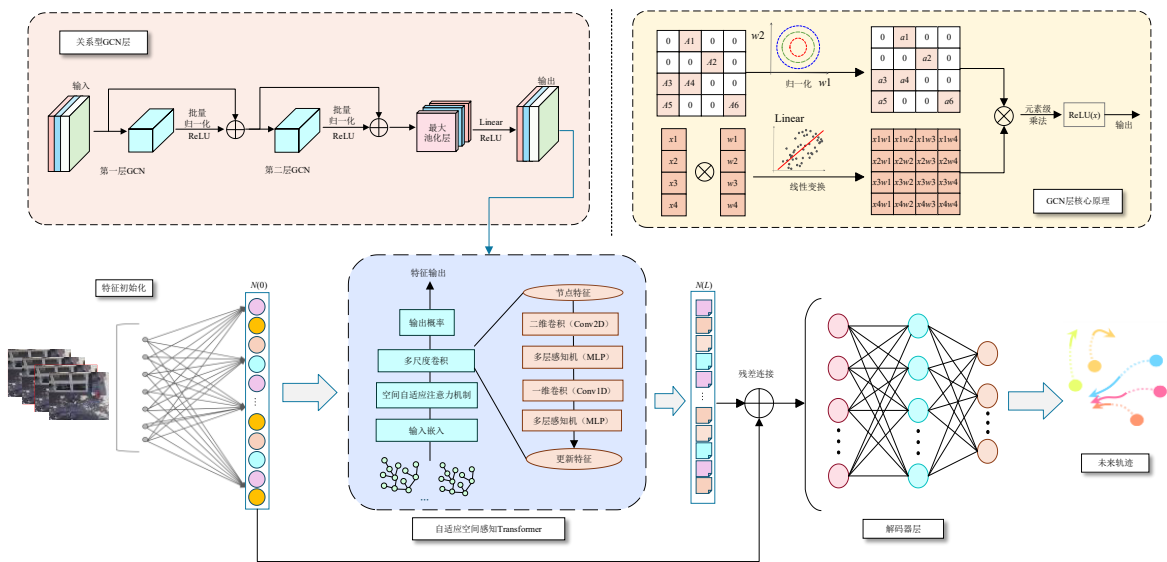 关系型GCN层
输入
批量
归一化
ReLU
第一层GCN
批量
归一化
ReLU
第二层GCN
最大
池化层
Linear
ReLU
输出
0 A1 0 0
0 0 A2 0
A3 A4 0 0
A5 0 0 A6
w2
归一化 w1
0 a1 0 0
0 0 a2 0
a3 a4 0 0
a5 0 0 a6
x1
x2
x3
x4
w1
w2
w3
w4
Linear
线性变换
x1w1 x1w2 x1w3 x1w4
x2w1 x2w2 x2w3 x2w4
x3w1 x3w2 x3w3 x3w4
x4w1 x4w2 x4w3 x4w4
元素级
乘法
ReLU(x)
输出
GCN层核心原理
特征初始化
N(0)
特征输出
输出概率
多尺度卷积
空间自适应注意力机制
输入嵌入
...
节点特征
二维卷积（Conv2D）
多层感知机（MLP）
一维卷积（Conv1D）
多层感知机（MLP）
更新特征
自适应空间感知Transformer
N(L)
残差连接
解码器层
未来轨迹